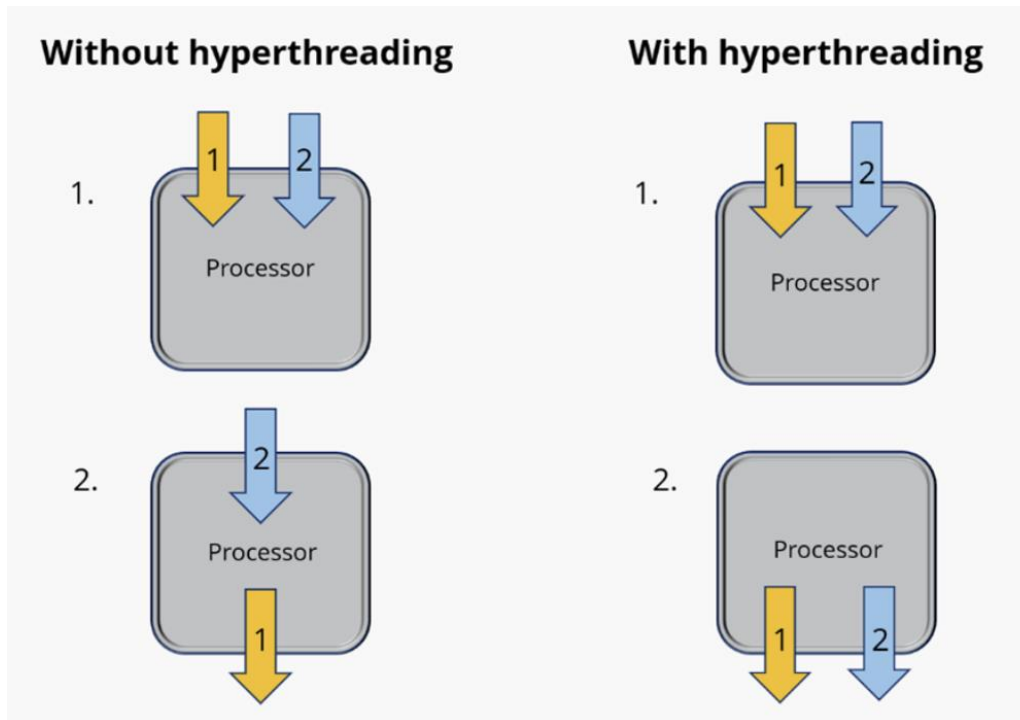 Without hyperthreading
1 2
1.
Processor
2
2.
Processor
1
With hyperthreading
1 2
1.
Processor
2.
Processor
1 2